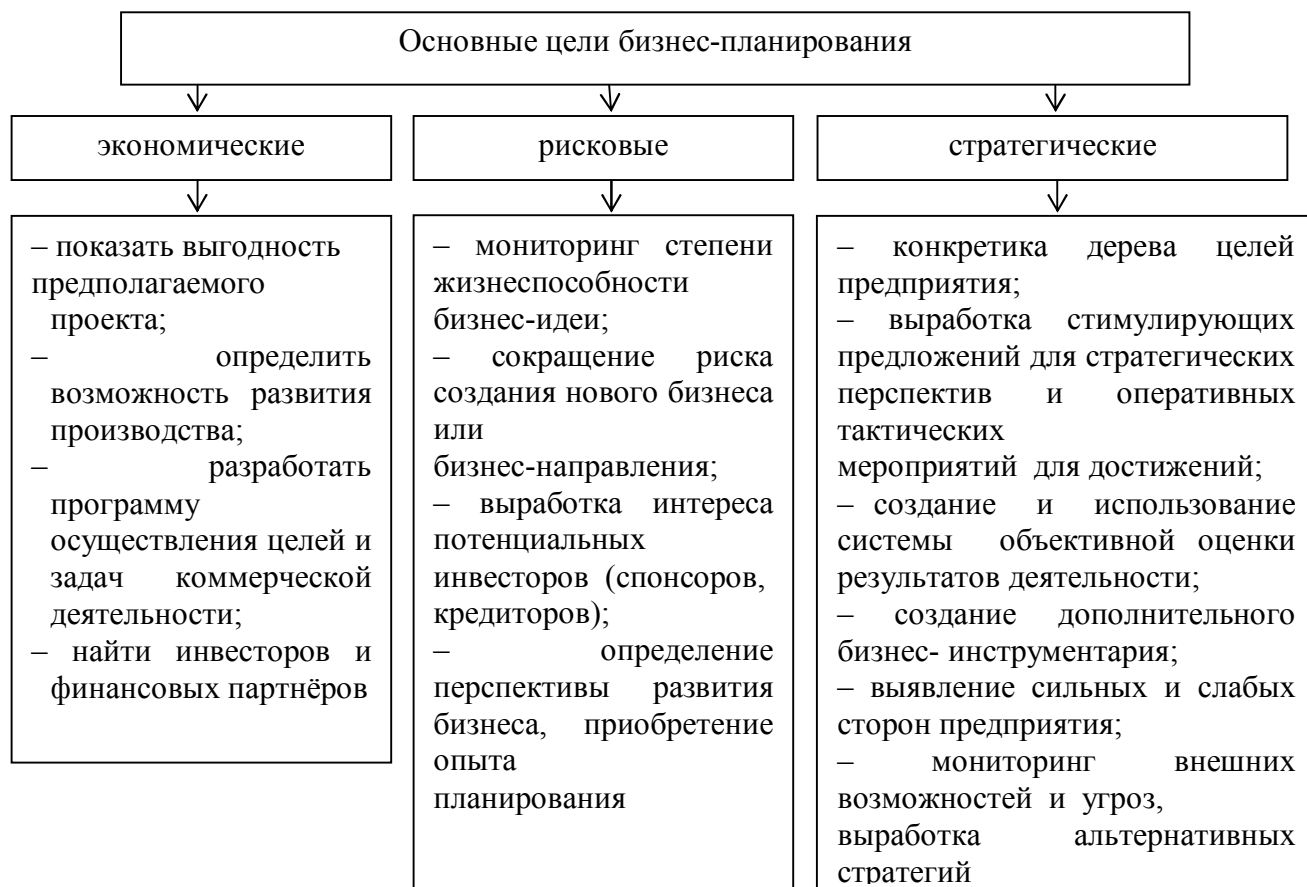 Основные цели бизнес-планирования
экономические
рисковые
стратегические
– показать выгодность
предполагаемого
проекта;
– определить
возможность развития
производства;
– разработать
программу
осуществления целей и
задач коммерческой
деятельности;
– найти инвесторов и
финансовых партнёров
– мониторинг степени
жизнеспособности
бизнес-идеи;
– сокращение риска
создания нового бизнеса
или
бизнес-направления;
– выработка интереса
потенциальных
инвесторов (спонсоров,
кредиторов);
– определение
перспективы развития
бизнеса, приобретение
опыта
планирования
– конкретика дерева целей
предприятия;
– выработка стимулирующих
предложений для стратегических
перспектив и оперативных
тактических
мероприятий для достижений;
– создание и использование
системы объективной оценки
результатов деятельности;
– создание дополнительного
бизнес- инструментария;
– выявление сильных и слабых
сторон предприятия;
– мониторинг внешних
возможностей и угроз,
выработка альтернативных
стратегий